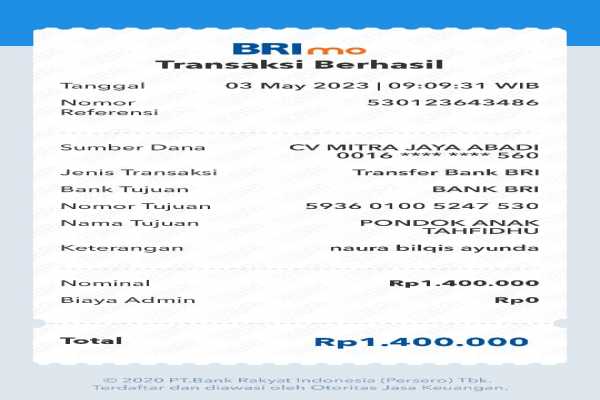 BRImo
Transaksi Berhasil
Tanggal 03 May 2023 | 09:09:31 WIB
Nomor 530123643486
Referensi
Sumber Dana CV MITRA JAYA ABADI
0016 **** **** 560
Jenis Transaksi Transfer Bank BRI
Bank Tujuan BANK BRI
Nomor Tujuan 5936 0100 5247 530
Nama Tujuan PONDOK ANAK
TAHFIDHU
Keterangan naura bilqis ayunda
Nominal Rp1.400.000
Biaya Admin Rp0
Total Rp1.400.000
© 2020 PT.Bank Rakyat Indonesia (Persero) Tbk.
Terdaftar dan diawasi oleh Otoritas Jasa Keuangan.